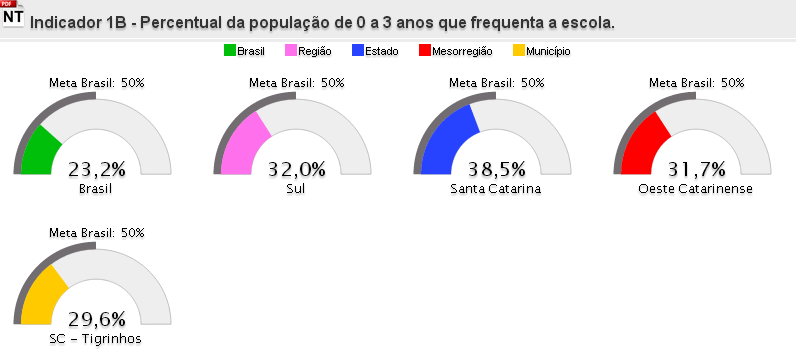 PDF
NT
Indicador 1B - Percentual da população de 0 a 3 anos que frequenta a escola.
Brasil Região Estado Mesorregião Município
Meta Brasil: 50% Meta Brasil: 50% Meta Brasil: 50% Meta Brasil: 50%
23,2% 32,0% 38,5% 31,7%
Brasil Sul Santa Catarina Oeste Catarinense
Meta Brasil: 50%
29,6%
SC - Tigrinhos